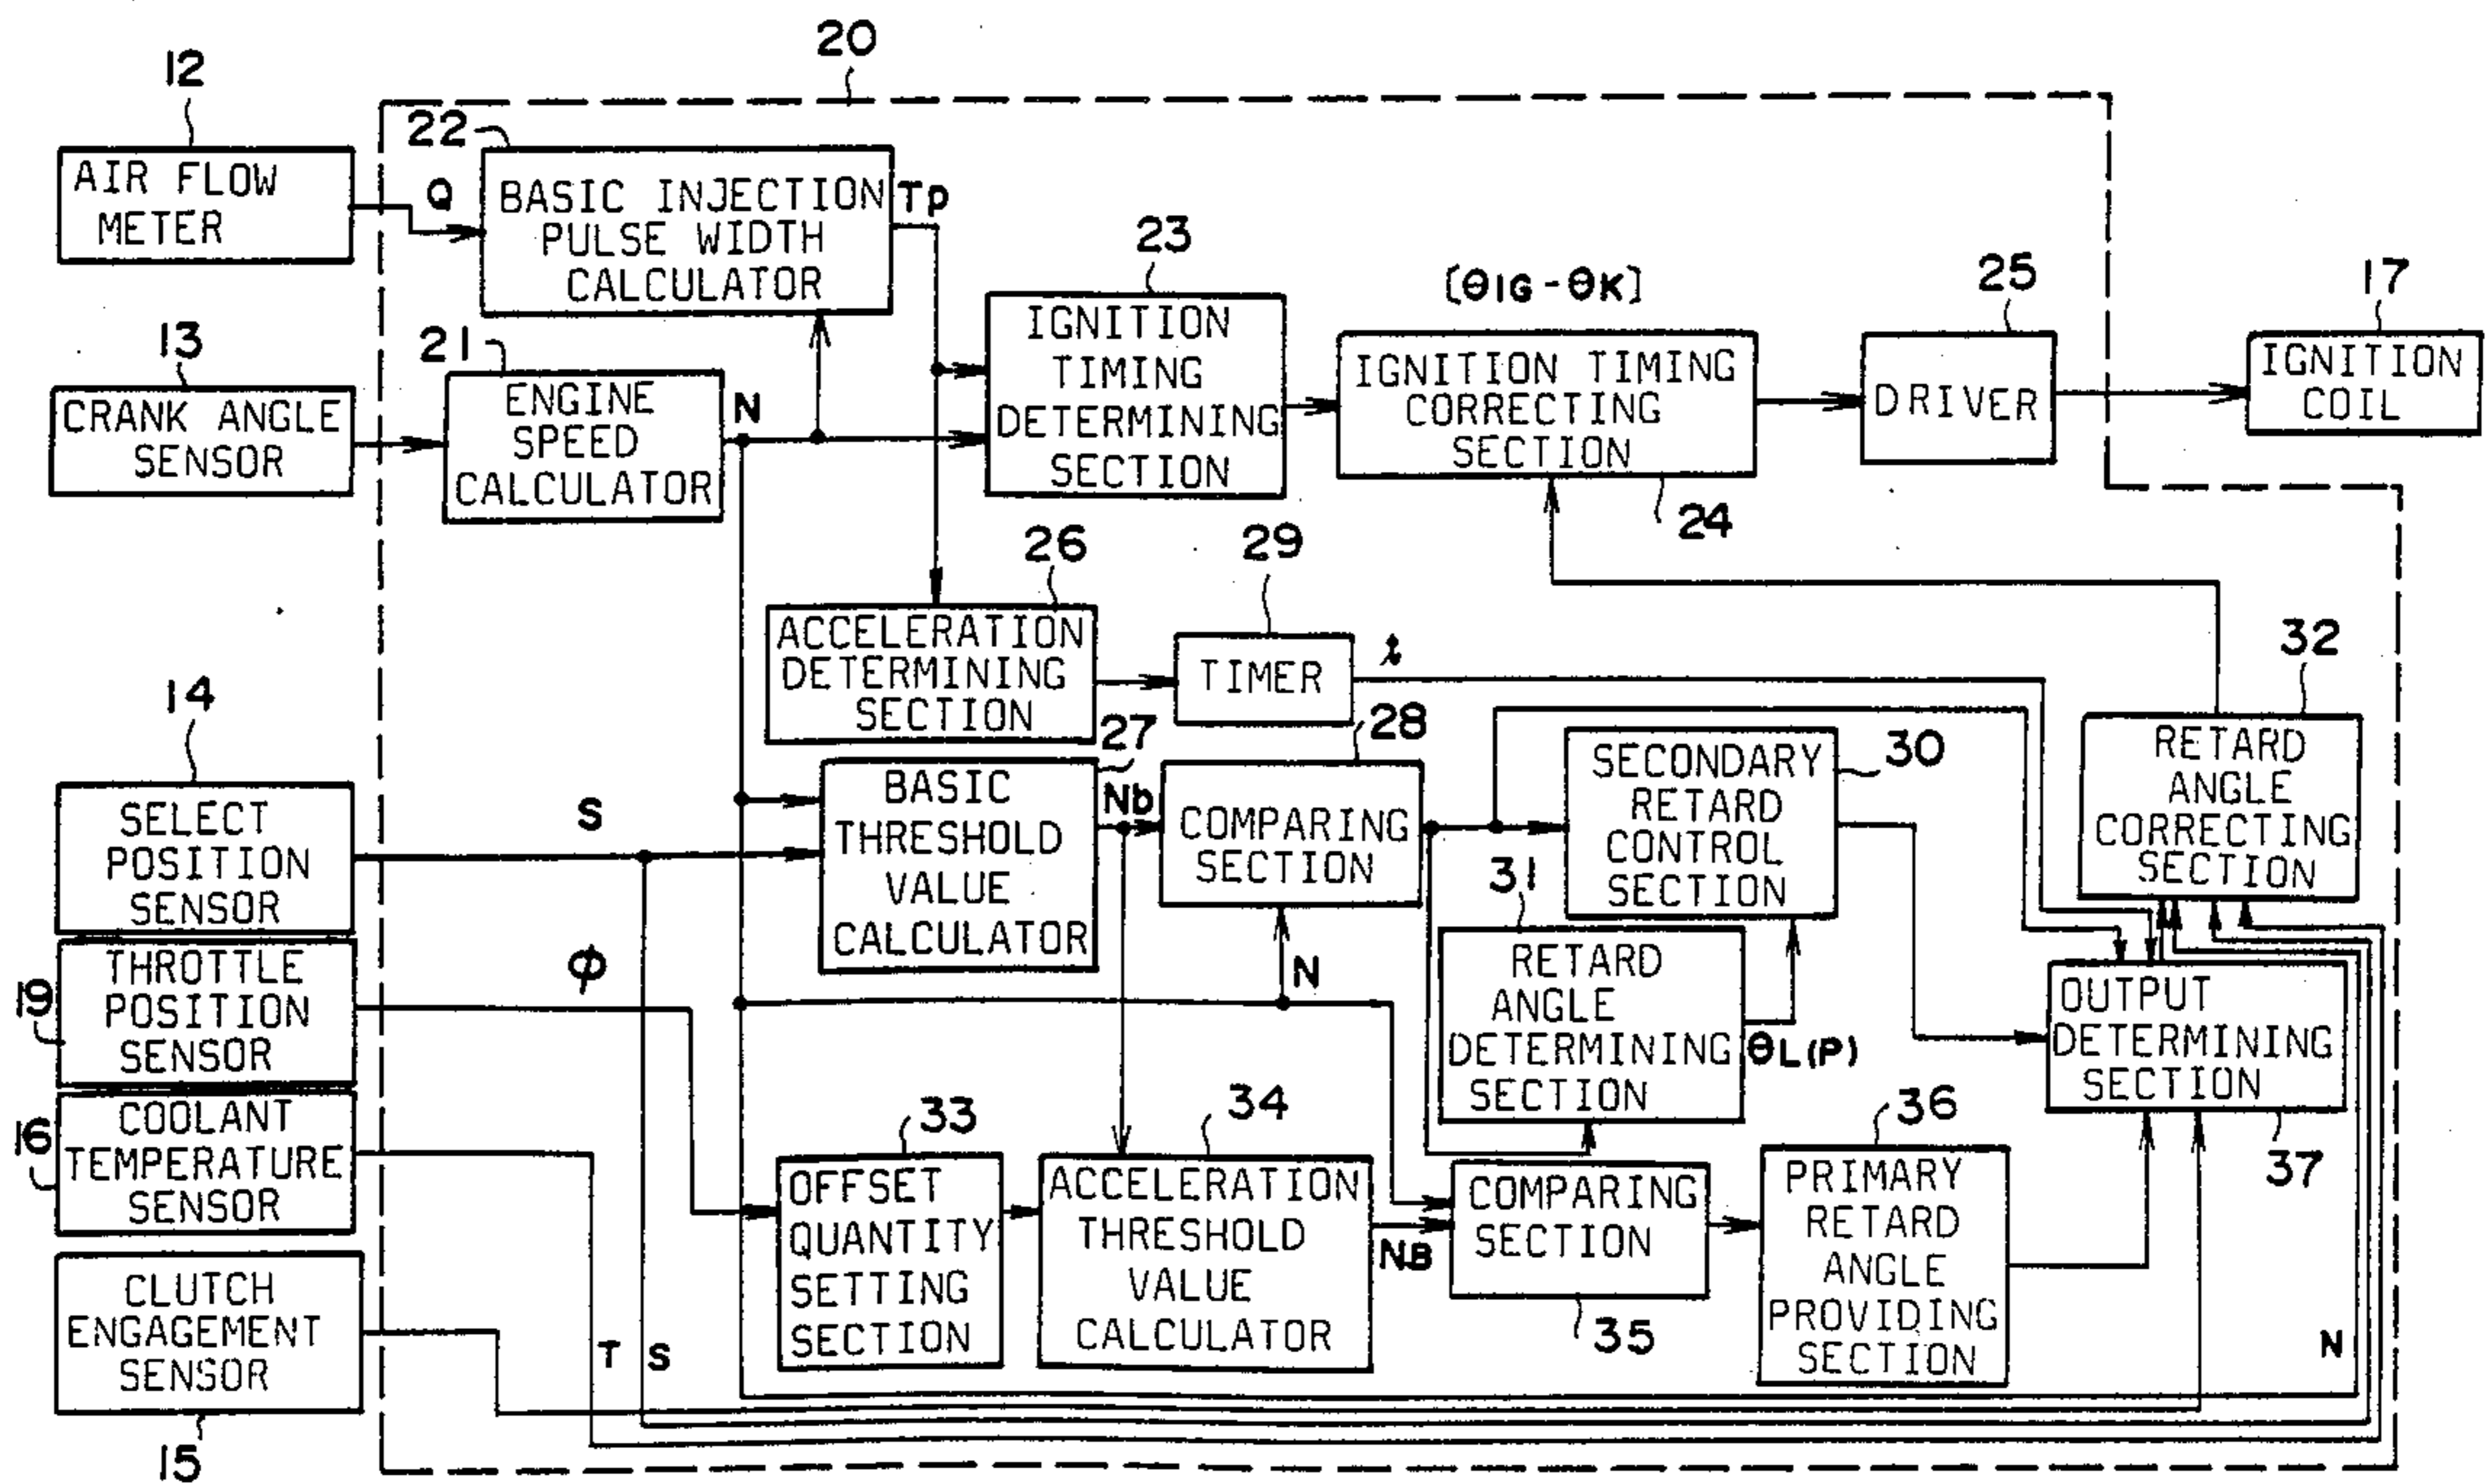 20
12
22
AIR FLOW
METER
Q
BASIC INJECTION
PULSE WIDTH
CALCULATOR
Tp
23
[θIG-θK]
25
17
13
21
CRANK ANGLE
SENSOR
ENGINE
SPEED
CALCULATOR
N
IGNITION
TIMING
DETERMINING
SECTION
IGNITION TIMING
CORRECTING
SECTION
24
DRIVER
IGNITION
COIL
26
ACCELERATION
DETERMINING
SECTION
29
TIMER
t
32
RETARD
ANGLE
CORRECTING
SECTION
14
SELECT
POSITION
SENSOR
S
27
BASIC
THRESHOLD
VALUE
CALCULATOR
Nb
28
COMPARING
SECTION
N
30
SECONDARY
RETARD
CONTROL
SECTION
31
RETARD
ANGLE
DETERMINING
SECTION
θL(P)
19
THROTTLE
POSITION
SENSOR
φ
OUTPUT
DETERMINING
SECTION
37
16
COOLANT
TEMPERATURE
SENSOR
33
OFFSET
QUANTITY
SETTING
SECTION
34
ACCELERATION
THRESHOLD
VALUE
CALCULATOR
NB
COMPARING
SECTION
35
36
PRIMARY
RETARD
ANGLE
PROVIDING
SECTION
CLUTCH
ENGAGEMENT
SENSOR
15
T
S
N